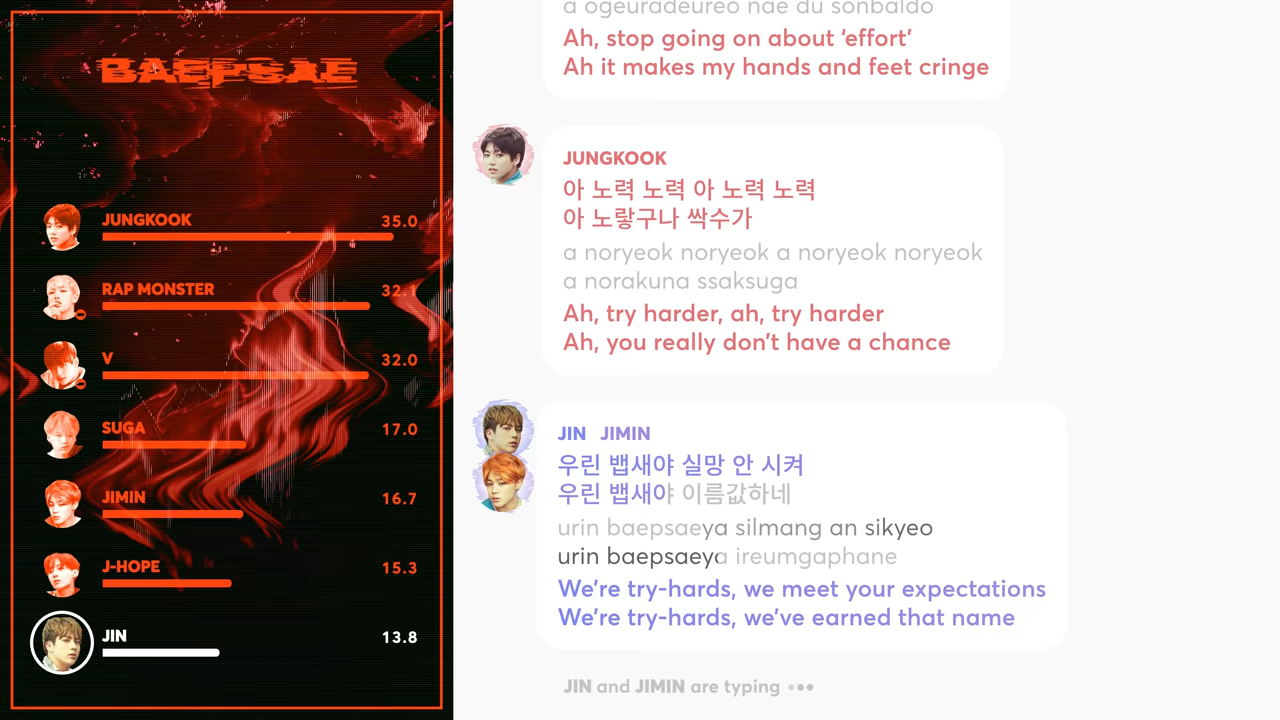 BAEPSAE
JUNGKOOK 35.0
RAP MONSTER 32.1
V 32.0
SUGA 17.0
JIMIN 16.7
J-HOPE 15.3
JIN 13.8
a ogeuradeureo nae du sonbaldo
Ah, stop going on about ‘effort’
Ah it makes my hands and feet cringe
JUNGKOOK
아 노력 노력 아 노력 노력
아 노랗구나 싹수가
a noryeok noryeok a noryeok noryeok
a norakuna ssaksuga
Ah, try harder, ah, try harder
Ah, you really don’t have a chance
JIN JIMIN
우린 뱁새야 실망 안 시켜
우린 뱁새야 이름값하네
urin baepsaeya silmang an sikyeo
urin baepsaeya ireumgaphane
We’re try-hards, we meet your expectations
We’re try-hards, we’ve earned that name
JIN and JIMIN are typing